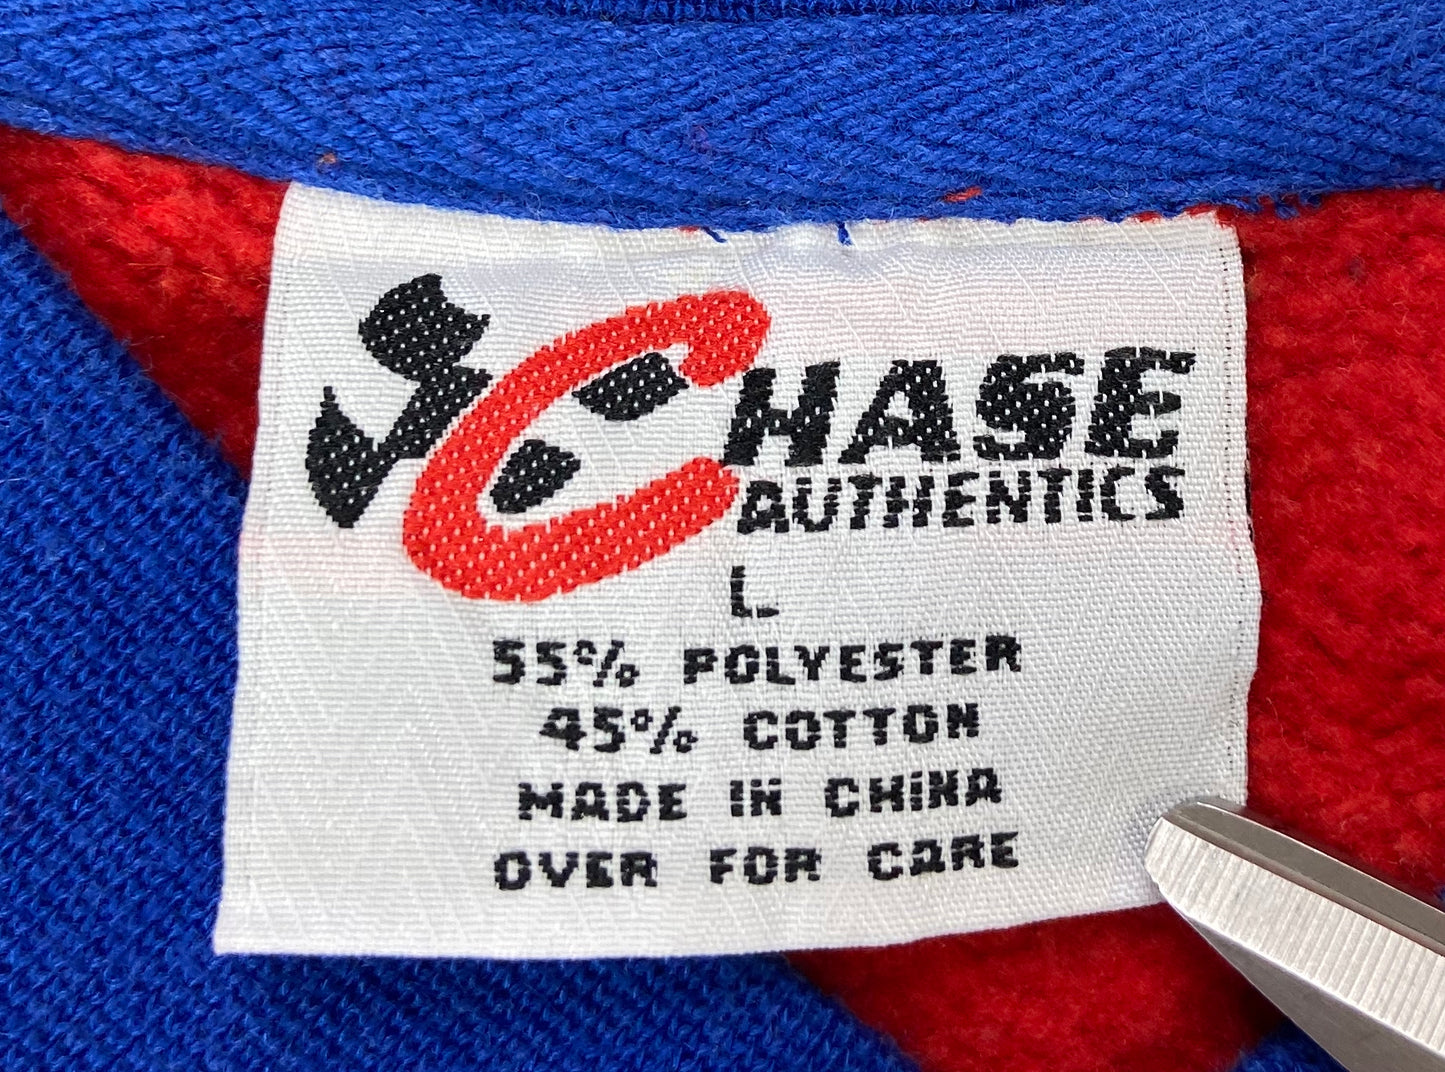 CHASE
AUTHENTICS
L
55% POLYESTER
45% COTTON
MADE IN CHINA
OVER FOR CARE